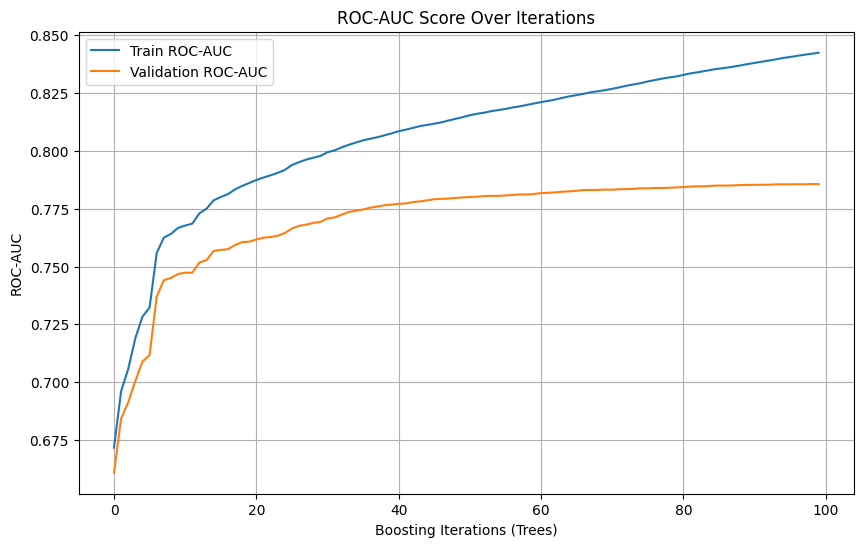 ROC-AUC Score Over Iterations
Train ROC-AUC
Validation ROC-AUC
ROC-AUC
0.850
0.825
0.800
0.775
0.750
0.725
0.700
0.675
0 20 40 60 80 100
Boosting Iterations (Trees)